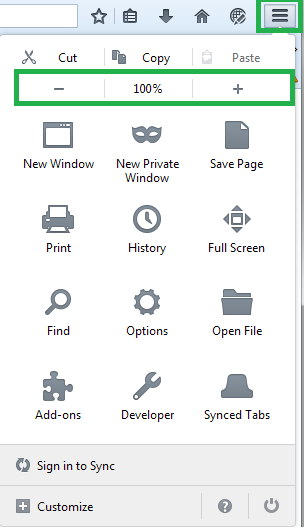 Cut Copy Paste
100%
New Window New Private Window Save Page
Print History Full Screen
Find Options Open File
Add-ons Developer Synced Tabs
Sign in to Sync
Customize